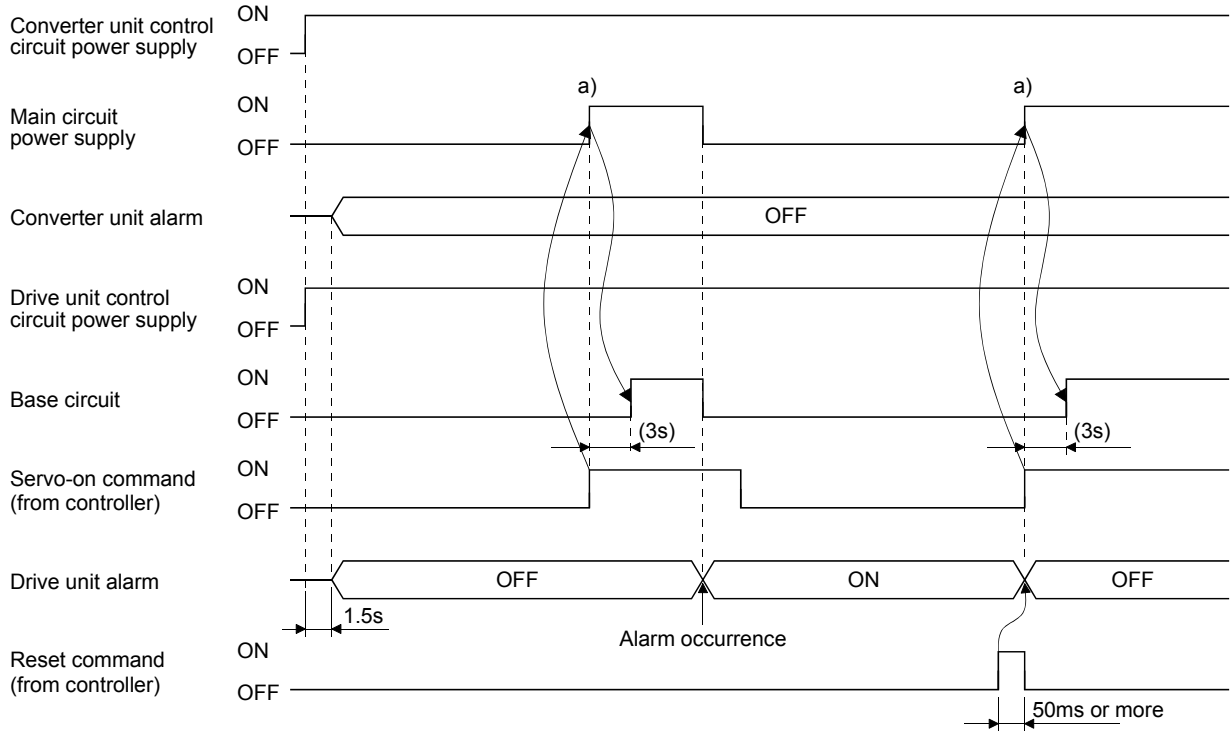 Converter unit control
circuit power supply
ON
OFF
Main circuit
power supply
ON
OFF
a)
a)
Converter unit alarm
OFF
Drive unit control
circuit power supply
ON
OFF
Base circuit
ON
OFF
(3s)
(3s)
Servo-on command
(from controller)
ON
OFF
Drive unit alarm
OFF
ON
OFF
1.5s
Alarm occurrence
Reset command
(from controller)
ON
OFF
50ms or more